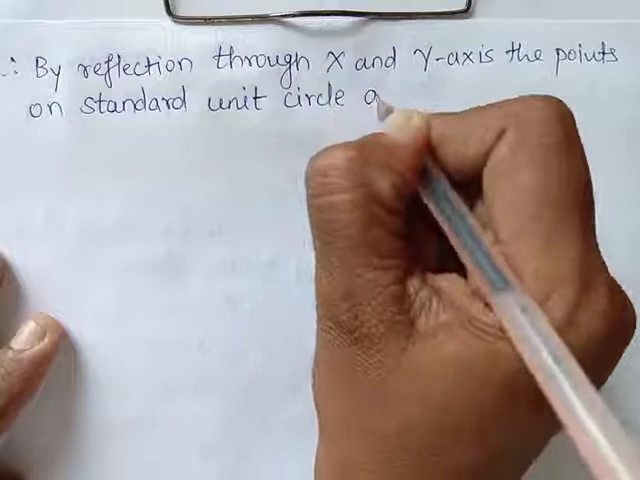 ∴ By reflection through X and Y-axis the points
on standard unit circle a